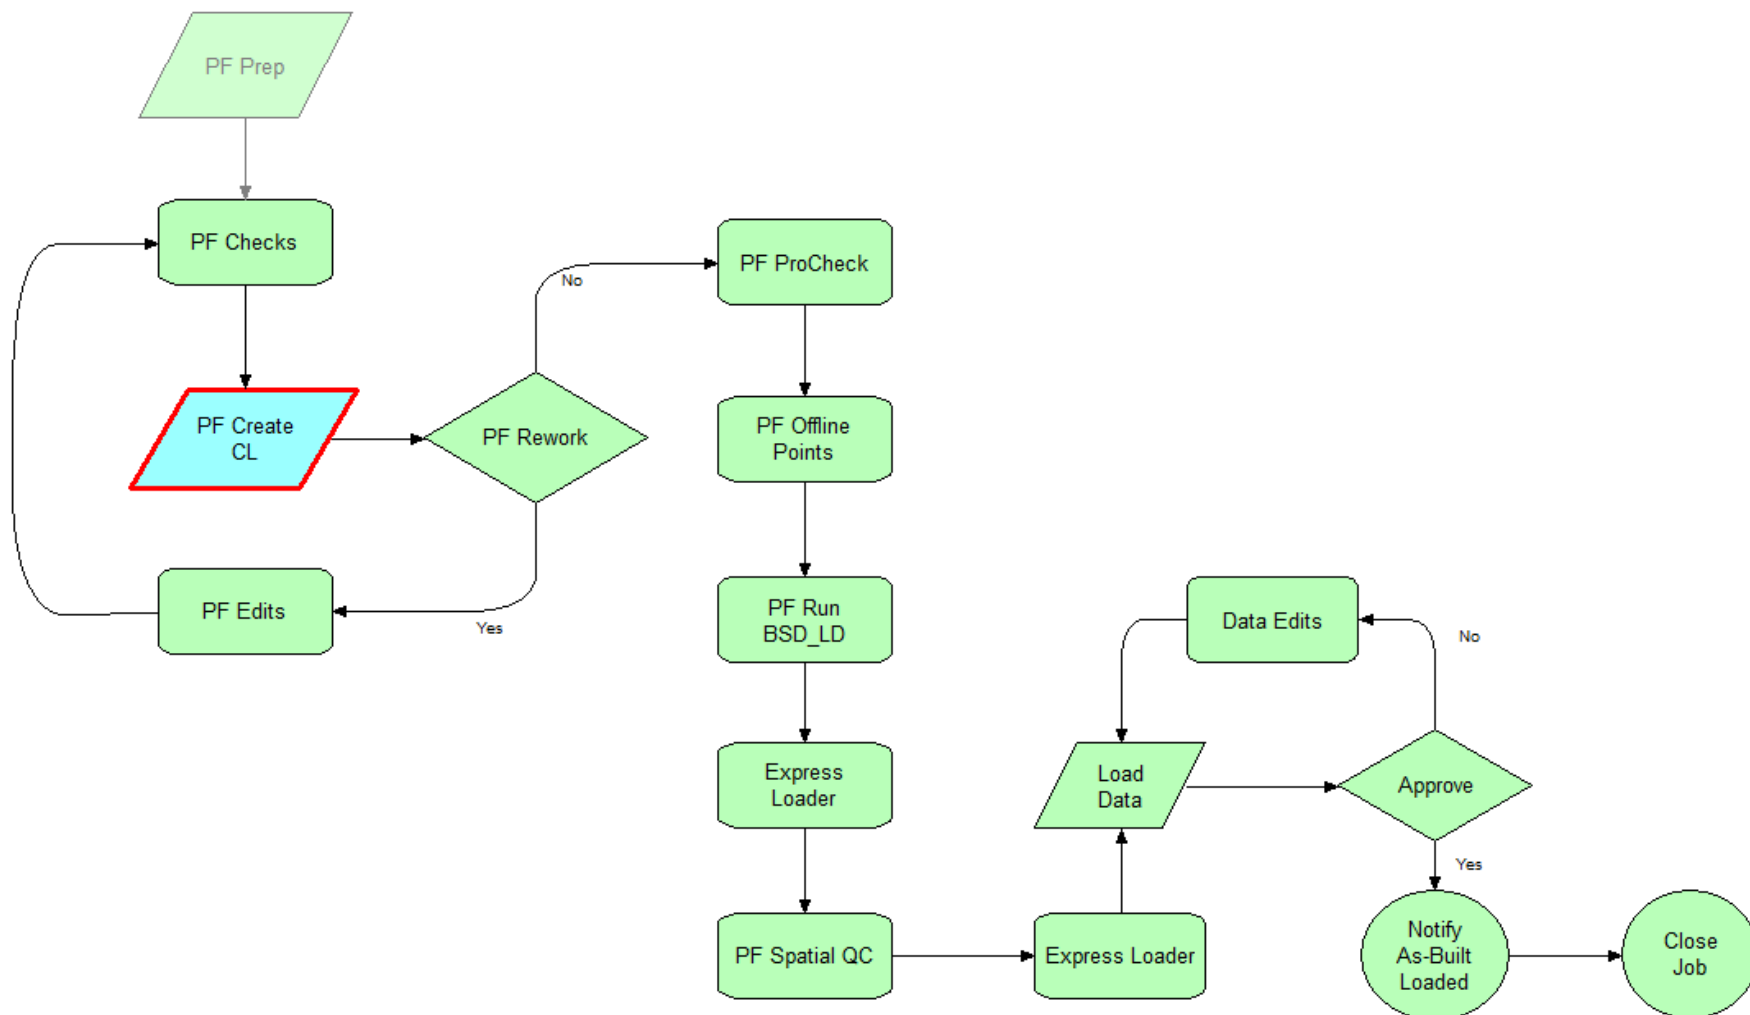 PF Prep
PF Checks
PF Create
CL
PF Rework
No
Yes
PF Edits
PF ProCheck
PF Offline
Points
PF Run
BSD_LD
Express
Loader
PF Spatial QC
Express Loader
Load
Data
Data Edits
No
Approve
Yes
Notify
As-Built
Loaded
Close
Job